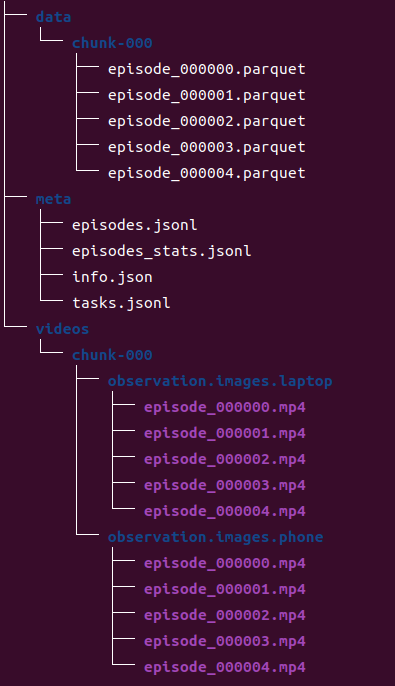 data
chunk-000
episode_000000.parquet
episode_000001.parquet
episode_000002.parquet
episode_000003.parquet
episode_000004.parquet
meta
episodes.jsonl
episodes_stats.jsonl
info.json
tasks.jsonl
videos
chunk-000
observation.images.laptop
episode_000000.mp4
episode_000001.mp4
episode_000002.mp4
episode_000003.mp4
episode_000004.mp4
observation.images.phone
episode_000000.mp4
episode_000001.mp4
episode_000002.mp4
episode_000003.mp4
episode_000004.mp4